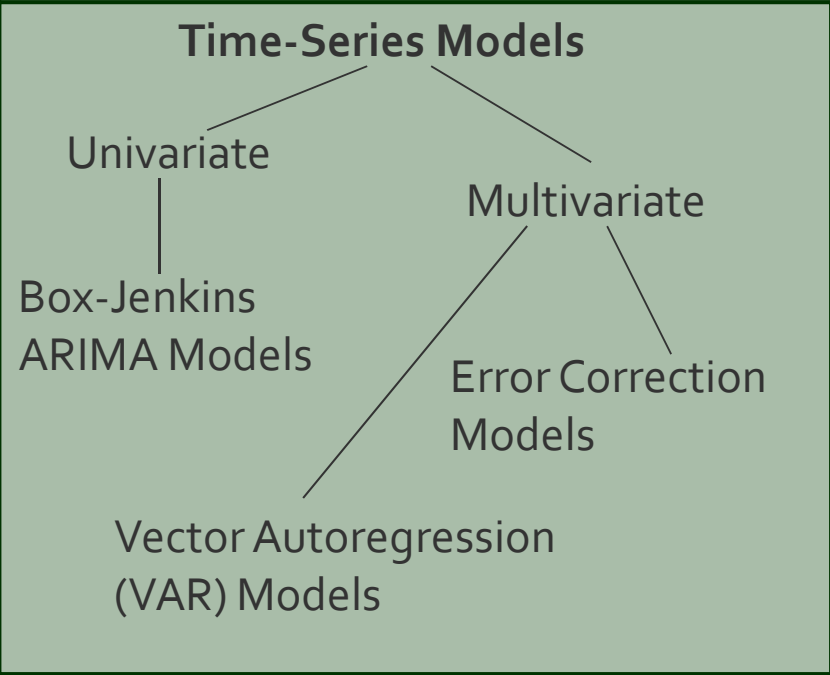 Time-Series Models
Univariate
Multivariate
Box-Jenkins
ARIMA Models
Error Correction
Models
Vector Autoregression
(VAR) Models